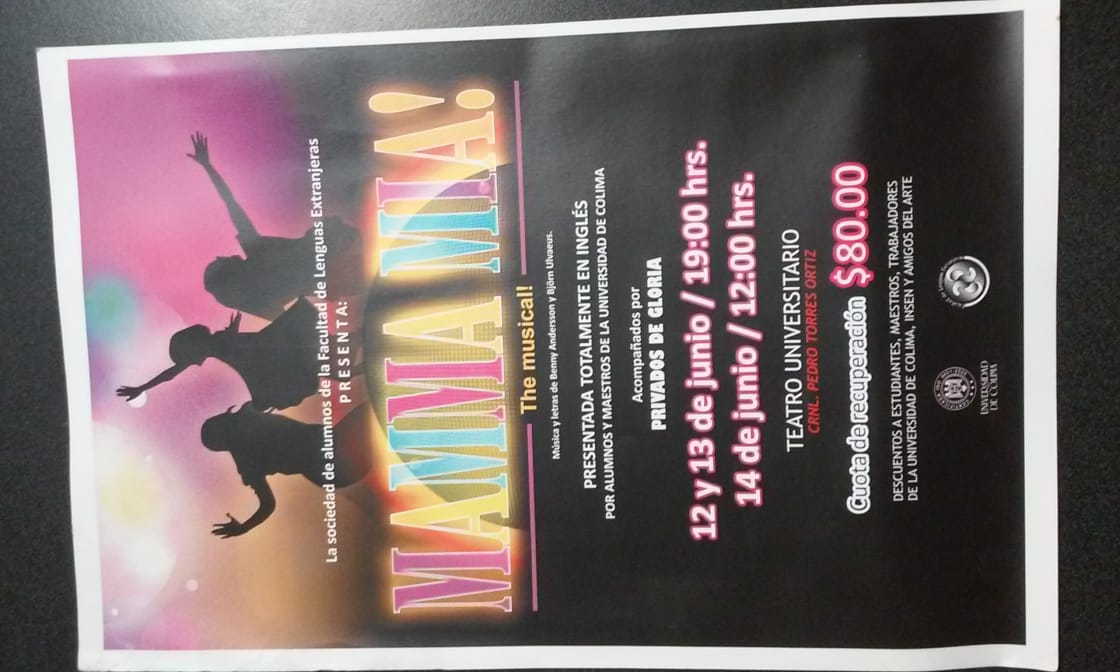 La sociedad de alumnos de la Facultad de Lenguas Extranjeras
PRESENTA:
MAMMA MIA!
The musical!
Música y letras de Benny Andersson y Björn Ulvaeus.
PRESENTADA TOTALMENTE EN INGLÉS
POR ALUMNOS Y MAESTROS DE LA UNIVERSIDAD DE COLIMA
Acompañados por
PRIVADOS DE GLORIA
12 y 13 de junio / 19:00 hrs.
14 de junio / 12:00 hrs.
TEATRO UNIVERSITARIO
CRNL. PEDRO TORRES ORTIZ
Cuota de recuperación $80.00
DESCUENTOS A ESTUDIANTES, MAESTROS, TRABAJADORES
DE LA UNIVERSIDAD DE COLIMA, INSEN Y AMIGOS DEL ARTE
UNIVERSIDAD
DE COLIMA
Facultad de Lenguas Extranjeras